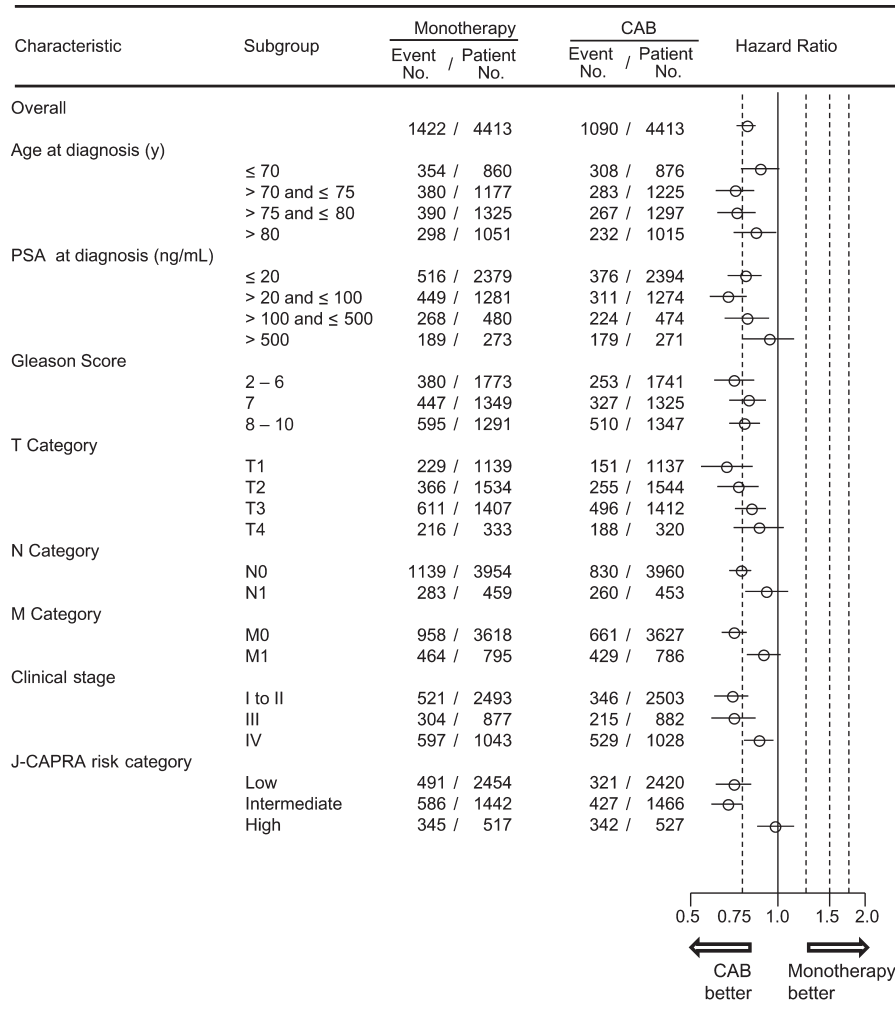 Characteristic Subgroup Monotherapy CAB Hazard Ratio
Event No. / Patient No. Event No. / Patient No.
Overall
1422 / 4413 1090 / 4413
Age at diagnosis (y)
≤ 70 354 / 860 308 / 876
> 70 and ≤ 75 380 / 1177 283 / 1225
> 75 and ≤ 80 390 / 1325 267 / 1297
> 80 298 / 1051 232 / 1015
PSA at diagnosis (ng/mL)
≤ 20 516 / 2379 376 / 2394
> 20 and ≤ 100 449 / 1281 311 / 1274
> 100 and ≤ 500 268 / 480 224 / 474
> 500 189 / 273 179 / 271
Gleason Score
2 – 6 380 / 1773 253 / 1741
7 447 / 1349 327 / 1325
8 – 10 595 / 1291 510 / 1347
T Category
T1 229 / 1139 151 / 1137
T2 366 / 1534 255 / 1544
T3 611 / 1407 496 / 1412
T4 216 / 333 188 / 320
N Category
N0 1139 / 3954 830 / 3960
N1 283 / 459 260 / 453
M Category
M0 958 / 3618 661 / 3627
M1 464 / 795 429 / 786
Clinical stage
I to II 521 / 2493 346 / 2503
III 304 / 877 215 / 882
IV 597 / 1043 529 / 1028
J-CAPRA risk category
Low 491 / 2454 321 / 2420
Intermediate 586 / 1442 427 / 1466
High 345 / 517 342 / 527
0.5 0.75 1.0 1.5 2.0
CAB Monotherapy
better better